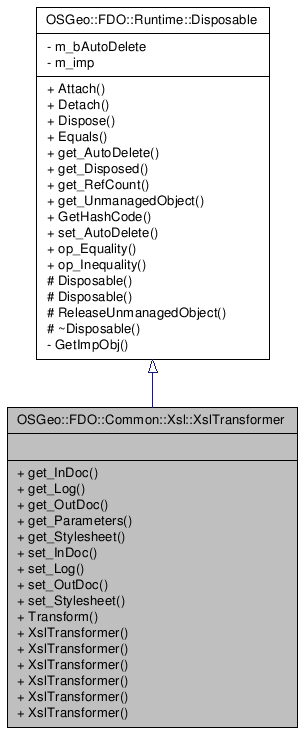 OSGeo::FDO::Runtime::Disposable
- m_bAutoDelete
- m_imp
+ Attach()
+ Detach()
+ Dispose()
+ Equals()
+ get_AutoDelete()
+ get_Disposed()
+ get_RefCount()
+ get_UnmanagedObject()
+ GetHashCode()
+ set_AutoDelete()
+ op_Equality()
+ op_Inequality()
# Disposable()
# Disposable()
# ReleaseUnmanagedObject()
# ~Disposable()
- GetImpObj()
OSGeo::FDO::Common::Xsl::XslTransformer
+ get_InDoc()
+ get_Log()
+ get_OutDoc()
+ get_Parameters()
+ get_Stylesheet()
+ set_InDoc()
+ set_Log()
+ set_OutDoc()
+ set_Stylesheet()
+ Transform()
+ XslTransformer()
+ XslTransformer()
+ XslTransformer()
+ XslTransformer()
+ XslTransformer()
+ XslTransformer()